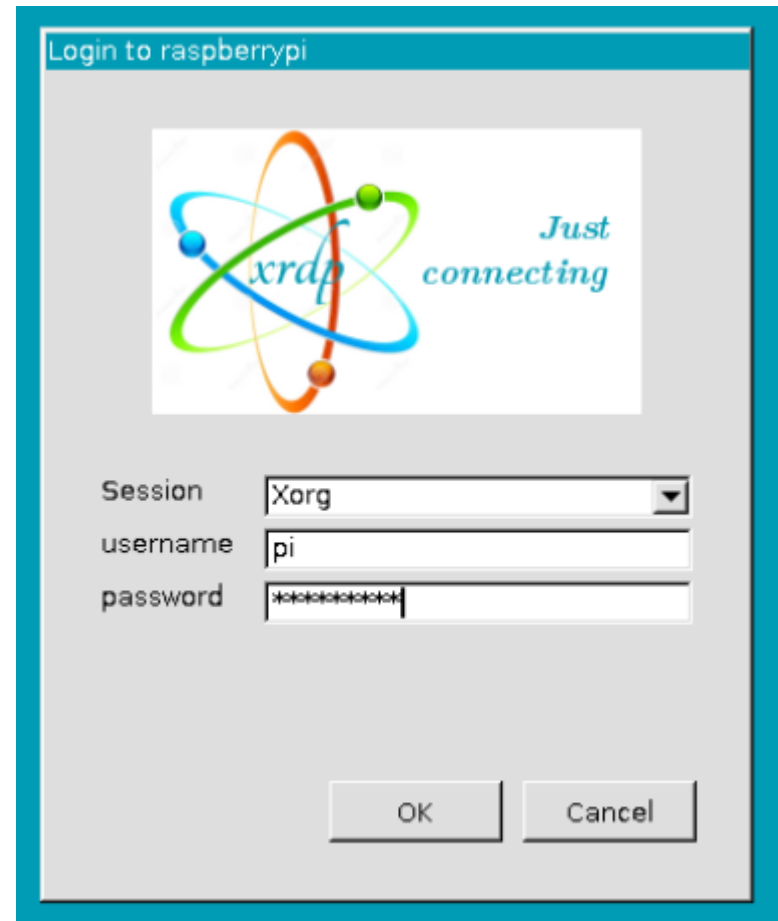 Login to raspberrypi
xrdp
Just
connecting
Session
Xorg
username
pi
password
**********
OK
Cancel